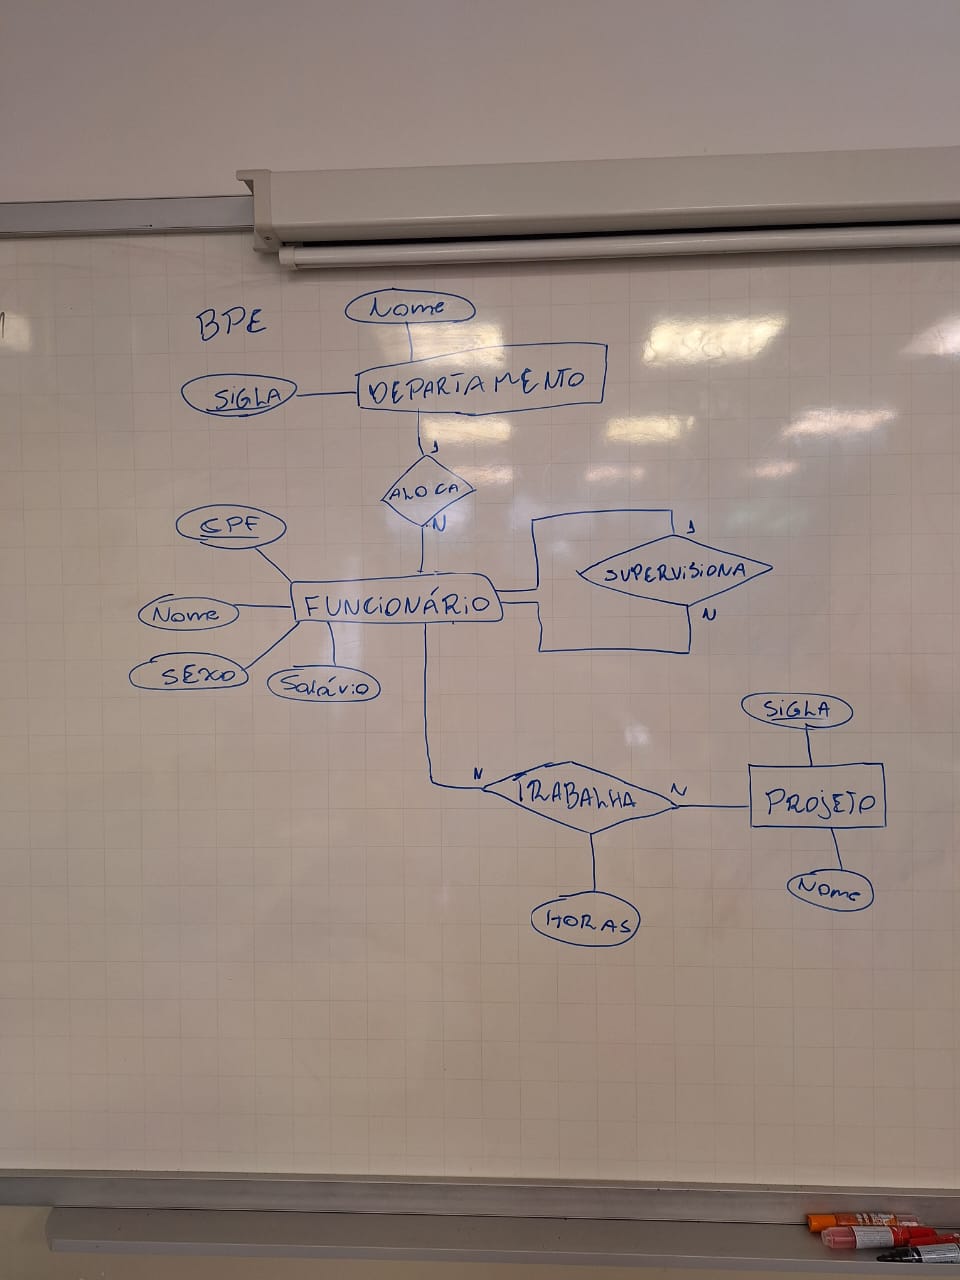 BPE
Nome
SIGLA
DEPARTAMENTO
1
ALOCA
N
CPF
Nome
SEXO
Salário
FUNCIONÁRIO
1
SUPERVISIONA
N
N
TRABALHA
N
HORAS
SIGLA
PROJETO
Nome